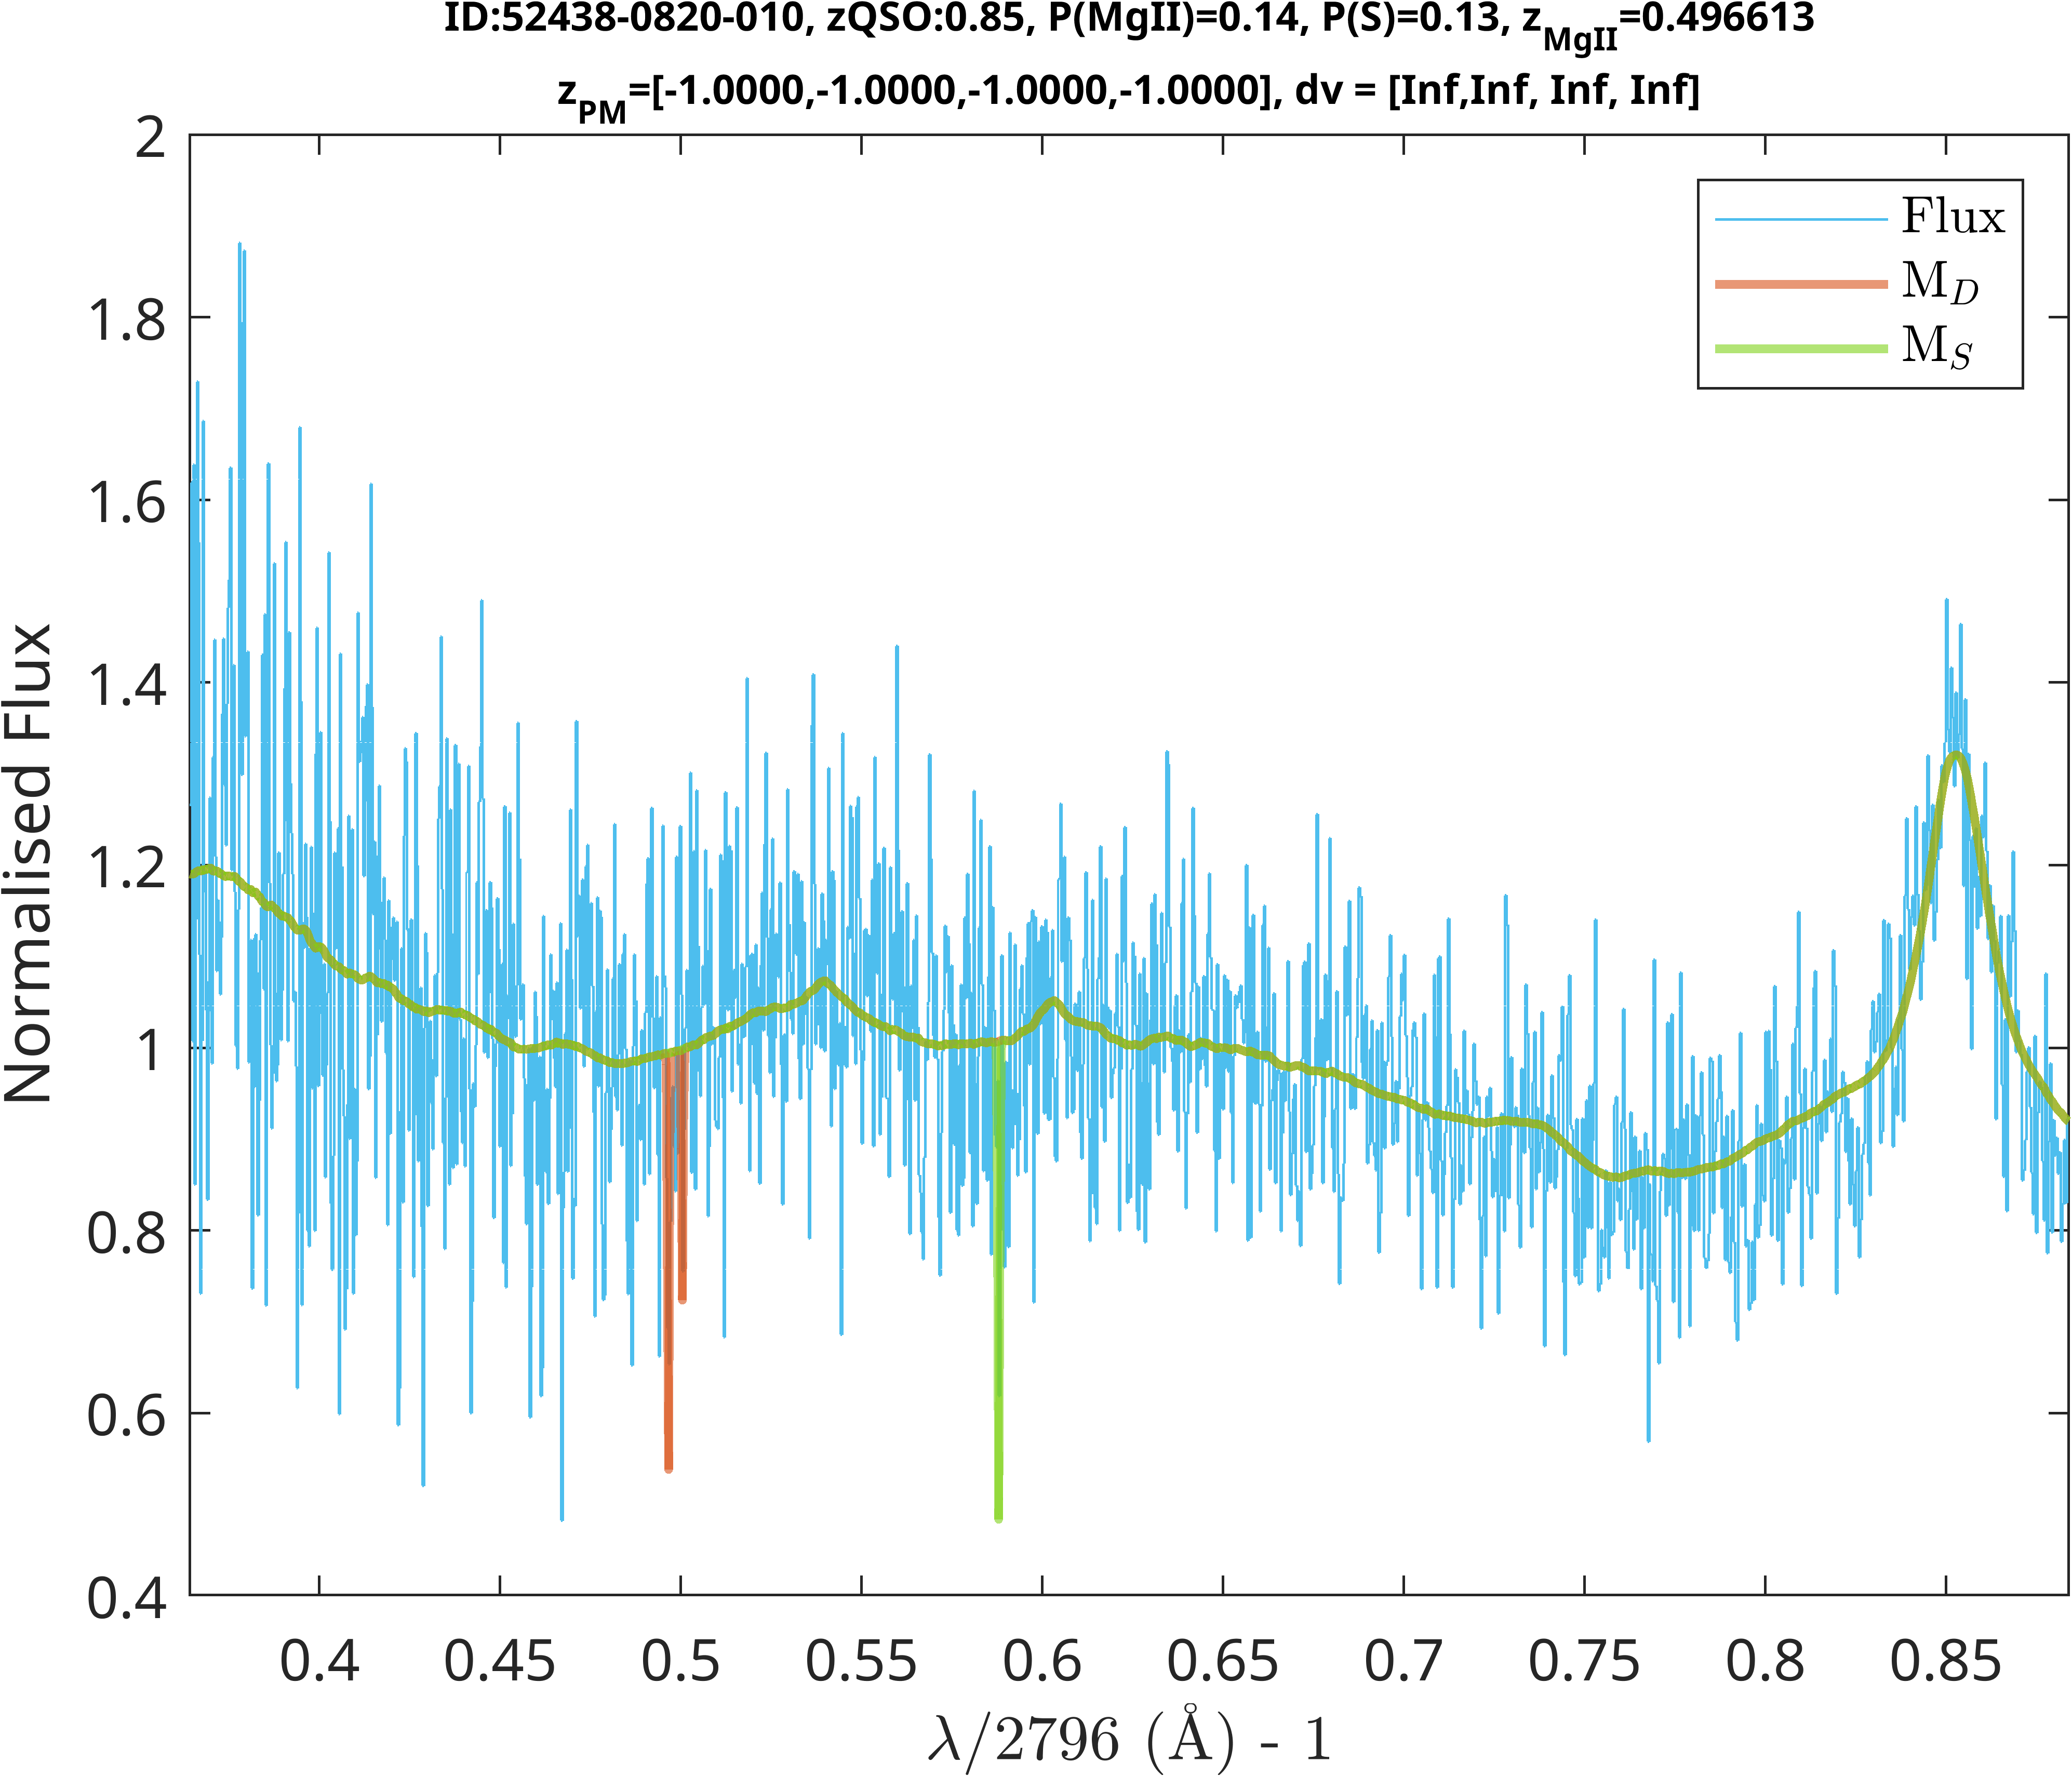 ID:52438-0820-010, zQSO:0.85, P(MgII)=0.14, P(S)=0.13, zMgII=0.496613
zPM=[-1.0000,-1.0000,-1.0000,-1.0000], dv = [Inf,Inf, Inf, Inf]
2
1.8
1.6
1.4
1.2
1
0.8
0.6
0.4
Normalised Flux
Flux
MD
MS
0.4 0.45 0.5 0.55 0.6 0.65 0.7 0.75 0.8 0.85
λ/2796 (Å) - 1